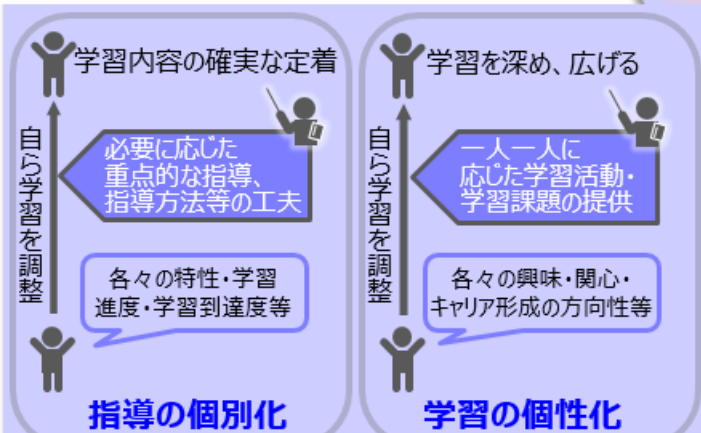 学習内容の確実な定着
自ら学習を調整
必要に応じた
重点的な指導、
指導方法等の工夫
各々の特性・学習
進度・学習到達度等
指導の個別化
学習を深め、広げる
自ら学習を調整
一人一人に
応じた学習活動・
学習課題の提供
各々の興味・関心・
キャリア形成の方向性等
学習の個性化